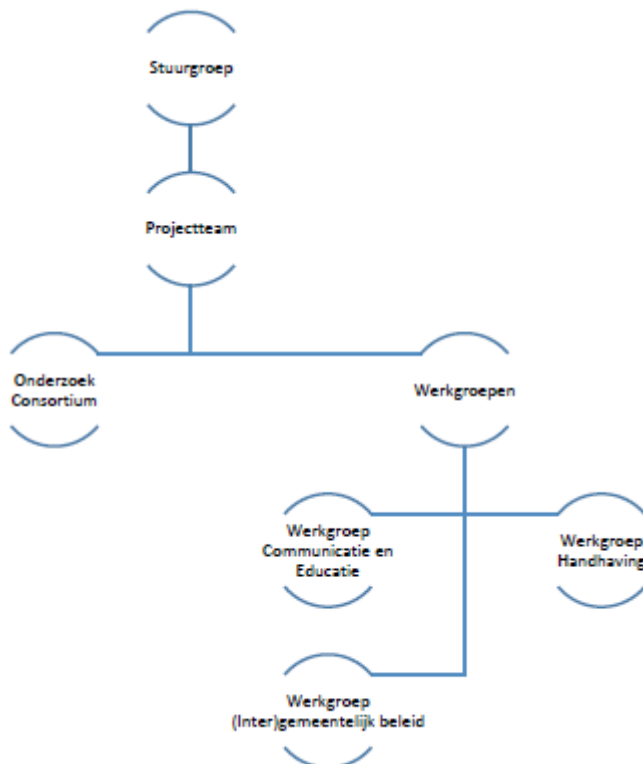 Stuurgroep
Projectteam
Onderzoek
Consortium
Werkgroepen
Werkgroep
Communicatie en
Educatie
Werkgroep
Handhaving
Werkgroep
(Inter)gemeentelijk beleid